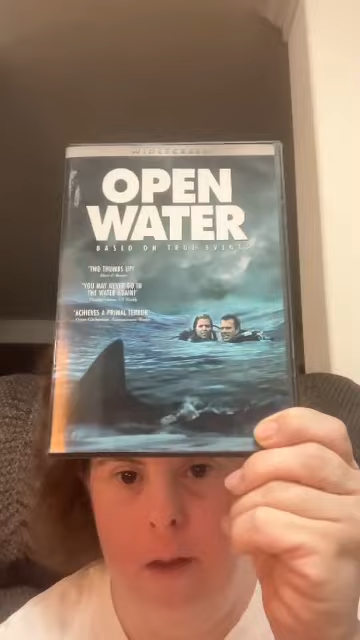 WIDESCREEN
OPEN
WATER
BASED ON TRUE EVENTS
"TWO THUMBS UP!"
"YOU MAY NEVER GO IN
THE WATER AGAIN!"
"ACHIEVES A PRIMAL TERROR"